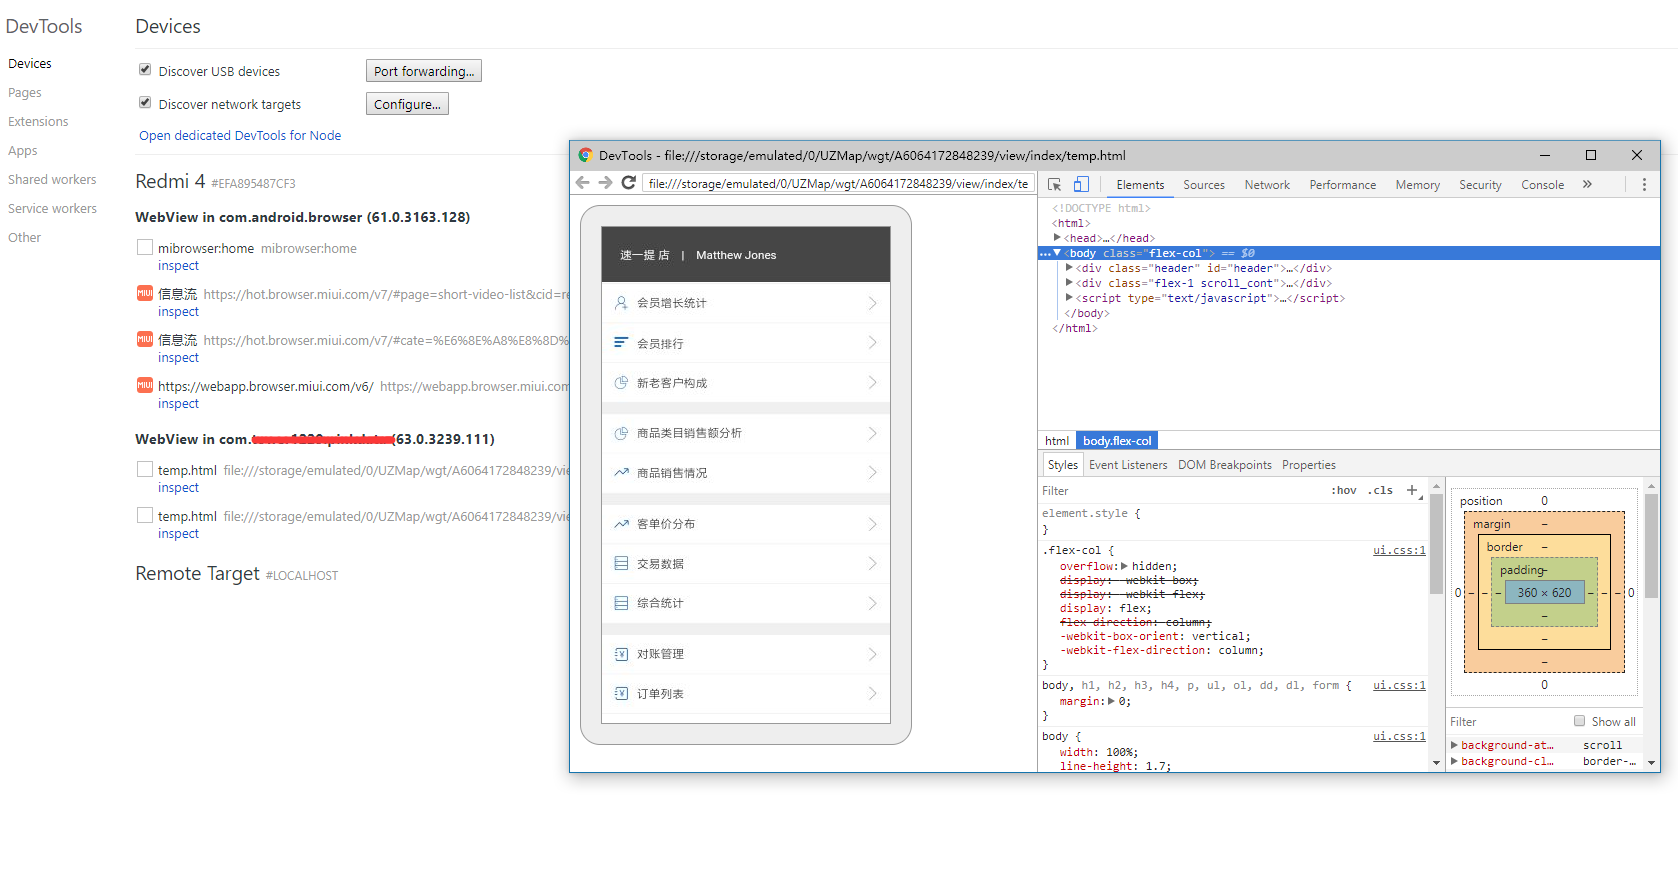 DevTools
Devices
Pages
Extensions
Apps
Shared workers
Service workers
Other
Devices
Discover USB devices
Port forwarding...
Discover network targets
Configure...
Open dedicated DevTools for Node
Redmi 4 #EFA895487CF3
WebView in com.android.browser (61.0.3163.128)
mibrowser:home mibrowser:home
inspect
MIUI 信息流 https://hot.browser.miui.com/v7/#page=short-video-list&cid=re
inspect
MIUI 信息流 https://hot.browser.miui.com/v7/#cate=%E6%8E%A8%E8%8D%
inspect
MIUI https://webapp.browser.miui.com/v6/ https://webapp.browser.miui.com
inspect
WebView in com. (63.0.3239.111)
temp.html file:///storage/emulated/0/UZMap/wgt/A6064172848239/vie
inspect
temp.html file:///storage/emulated/0/UZMap/wgt/A6064172848239/vie
inspect
Remote Target #LOCALHOST
DevTools - file:///storage/emulated/0/UZMap/wgt/A6064172848239/view/index/temp.html
file:///storage/emulated/0/UZMap/wgt/A6064172848239/view/index/te
速一提 店 | Matthew Jones
会员增长统计
会员排行
新老客户构成
商品类目销售额分析
商品销售情况
客单价分布
交易数据
综合统计
对账管理
订单列表
Elements Sources Network Performance Memory Security Console »
<!DOCTYPE html>
<html>
<head>…</head>
<body class="flex-col"> == $0
<div class="header" id="header">…</div>
<div class="flex-1 scroll_cont">…</div>
<script type="text/javascript">…</script>
</body>
</html>
html body.flex-col
Styles Event Listeners DOM Breakpoints Properties
Filter :hov .cls +
element.style {
}
.flex-col { ui.css:1
overflow: hidden;
display: -webkit-box;
display: -webkit-flex;
display: flex;
flex-direction: column;
-webkit-box-orient: vertical;
-webkit-flex-direction: column;
}
body, h1, h2, h3, h4, p, ul, ol, dd, dl, form { ui.css:1
margin: 0;
}
body { ui.css:1
width: 100%;
line-height: 1.7;
position 0
margin –
border –
padding –
0 – – – 360 × 620 – – – 0
–
–
–
0
Filter Show all
background-at… scroll
background-cl… border-…